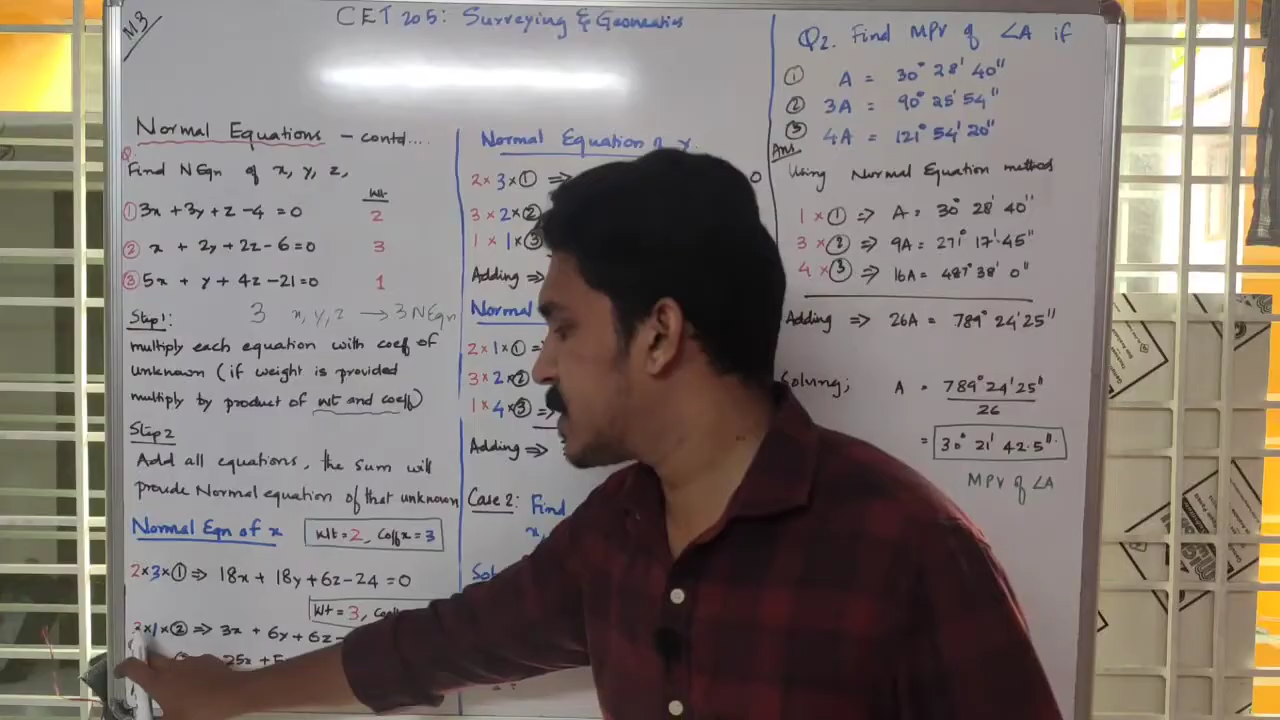 M3
CET 205: Surveying & Geomatics
Normal Equations - contd....
Q
Find NEqn of x, y, z,
Wt
① 3x + 3y + z - 4 = 0 2
② x + 2y + 2z - 6 = 0 3
③ 5x + y + 4z - 21 = 0 1
3 x, y, z → 3 NEqn
Step 1:
multiply each equation with coef of
unknown (if weight is provided
multiply by product of wt and coeff)
Step 2
Add all equations, the sum will
provide Normal equation of that unknown
Normal Eqn of x Wt = 2, Coeff x = 3
2 × 3 × ① ⇒ 18x + 18y + 6z - 24 = 0
Wt = 3,
3 × 1 × ② ⇒ 3x + 6y + 6z -
25x + 5
Normal Equation of y
2 × 3 × ① ⇒ 0
3 × 2 × ②
1 × 1 × ③
Adding ⇒
Normal
2 × 1 × ① =
3 × 2 × ②
1 × 4 × ③ ⇒
Adding ⇒
Case 2: Find
x,
Sol
Q2. Find MPV of ∠A if
① A = 30° 28' 40"
② 3A = 90° 25' 54"
③ 4A = 121° 54' 20"
Ans
Using Normal Equation method
1 × ① ⇒ A = 30° 28' 40"
3 × ② ⇒ 9A = 271° 17' 45"
4 × ③ ⇒ 16A = 487° 38' 0"
Adding ⇒ 26A = 789° 24' 25"
Solving; A = 789° 24' 25"
26
= 30° 21' 42.5"
MPV of ∠A